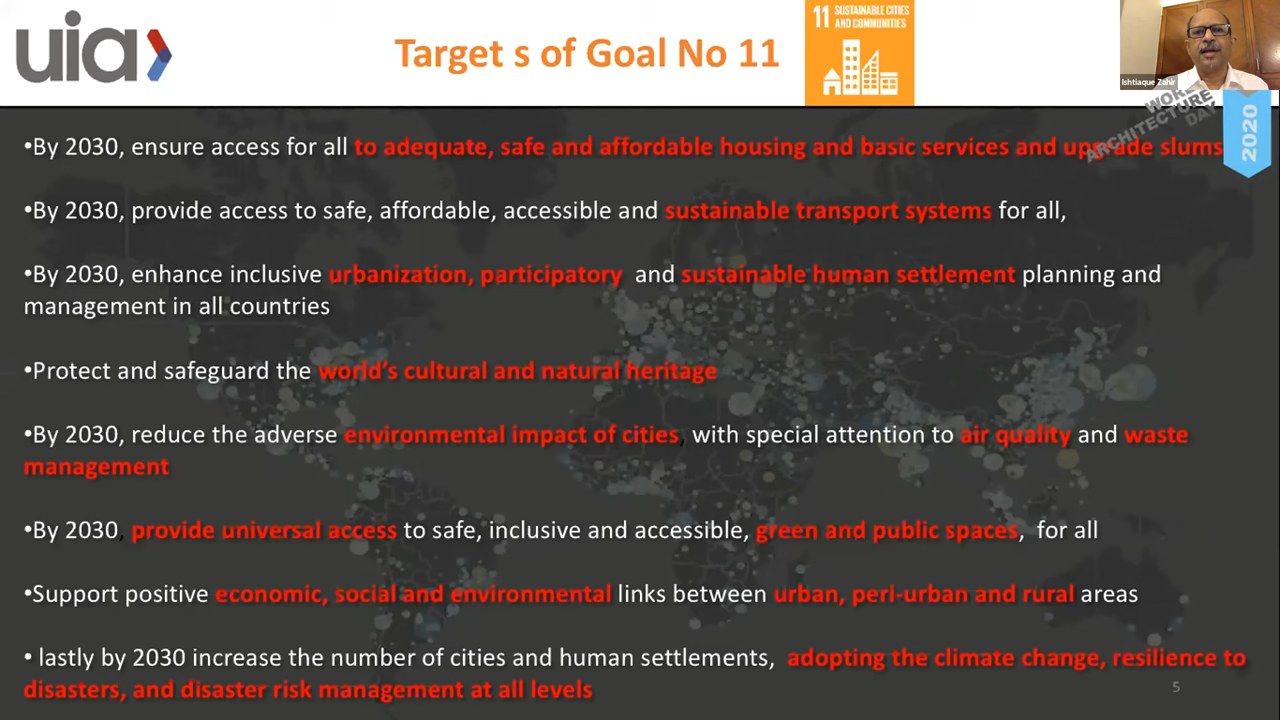 uia
Target s of Goal No 11
11 SUSTAINABLE CITIES
AND COMMUNITIES
Ishtiaque Zahir
WORLD
ARCHITECTURE
DAY
2020
•By 2030, ensure access for all to adequate, safe and affordable housing and basic services and upgrade slums
•By 2030, provide access to safe, affordable, accessible and sustainable transport systems for all,
•By 2030, enhance inclusive urbanization, participatory and sustainable human settlement planning and
management in all countries
•Protect and safeguard the world's cultural and natural heritage
•By 2030, reduce the adverse environmental impact of cities, with special attention to air quality and waste
management
•By 2030, provide universal access to safe, inclusive and accessible, green and public spaces, for all
•Support positive economic, social and environmental links between urban, peri-urban and rural areas
• lastly by 2030 increase the number of cities and human settlements, adopting the climate change, resilience to
disasters, and disaster risk management at all levels
5